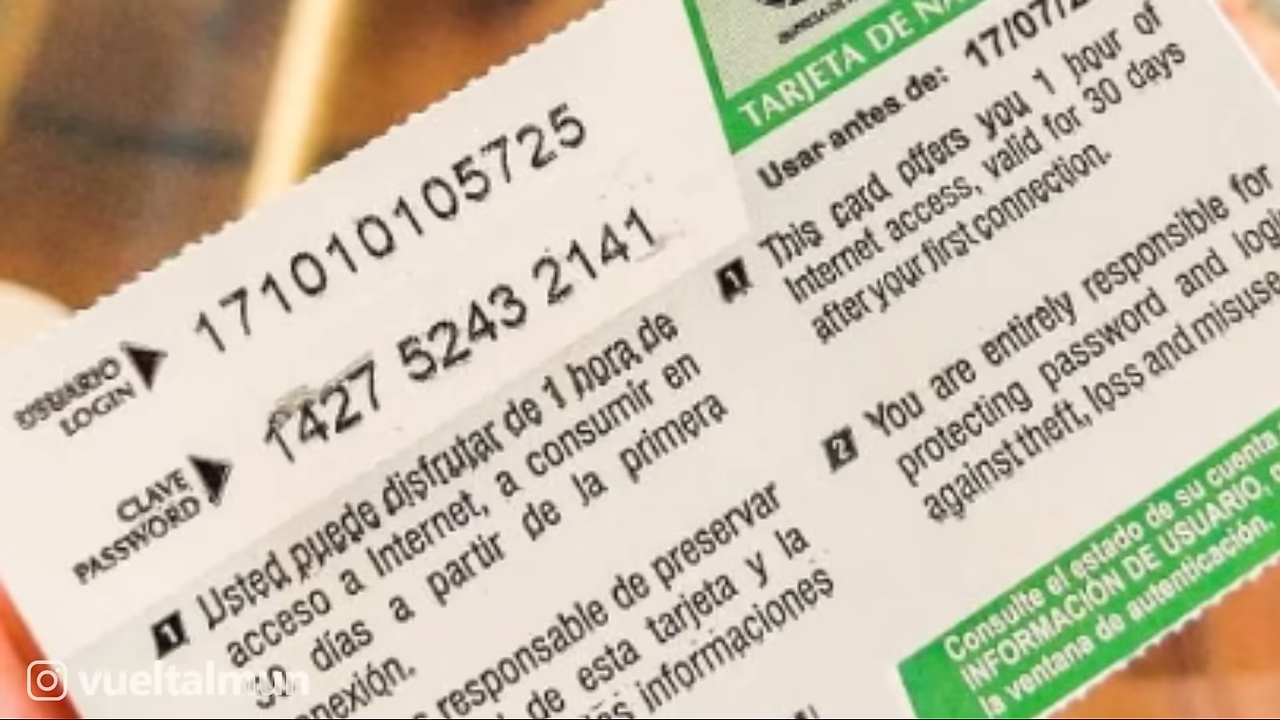 TARJETA DE
Usar antes de: 17/07/2
USUARIO
LOGIN
171010105725
CLAVE
PASSWORD
1427 5243 2141
1 Usted puede disfrutar de 1 hora de
acceso a Internet, a consumir en
30 días a partir de la primera
nexión.
responsable de preservar
de esta tarjeta y la
informaciones
1 This card offers you 1 hour of
Internet access, valid for 30 days
after your first connection.
2 You are entirely responsible for
protecting password and logi
against theft, loss and misuse
Consulte el estado de su cuenta
INFORMACIÓN DE USUARIO,
la ventana de autenticación.
vueltalmun